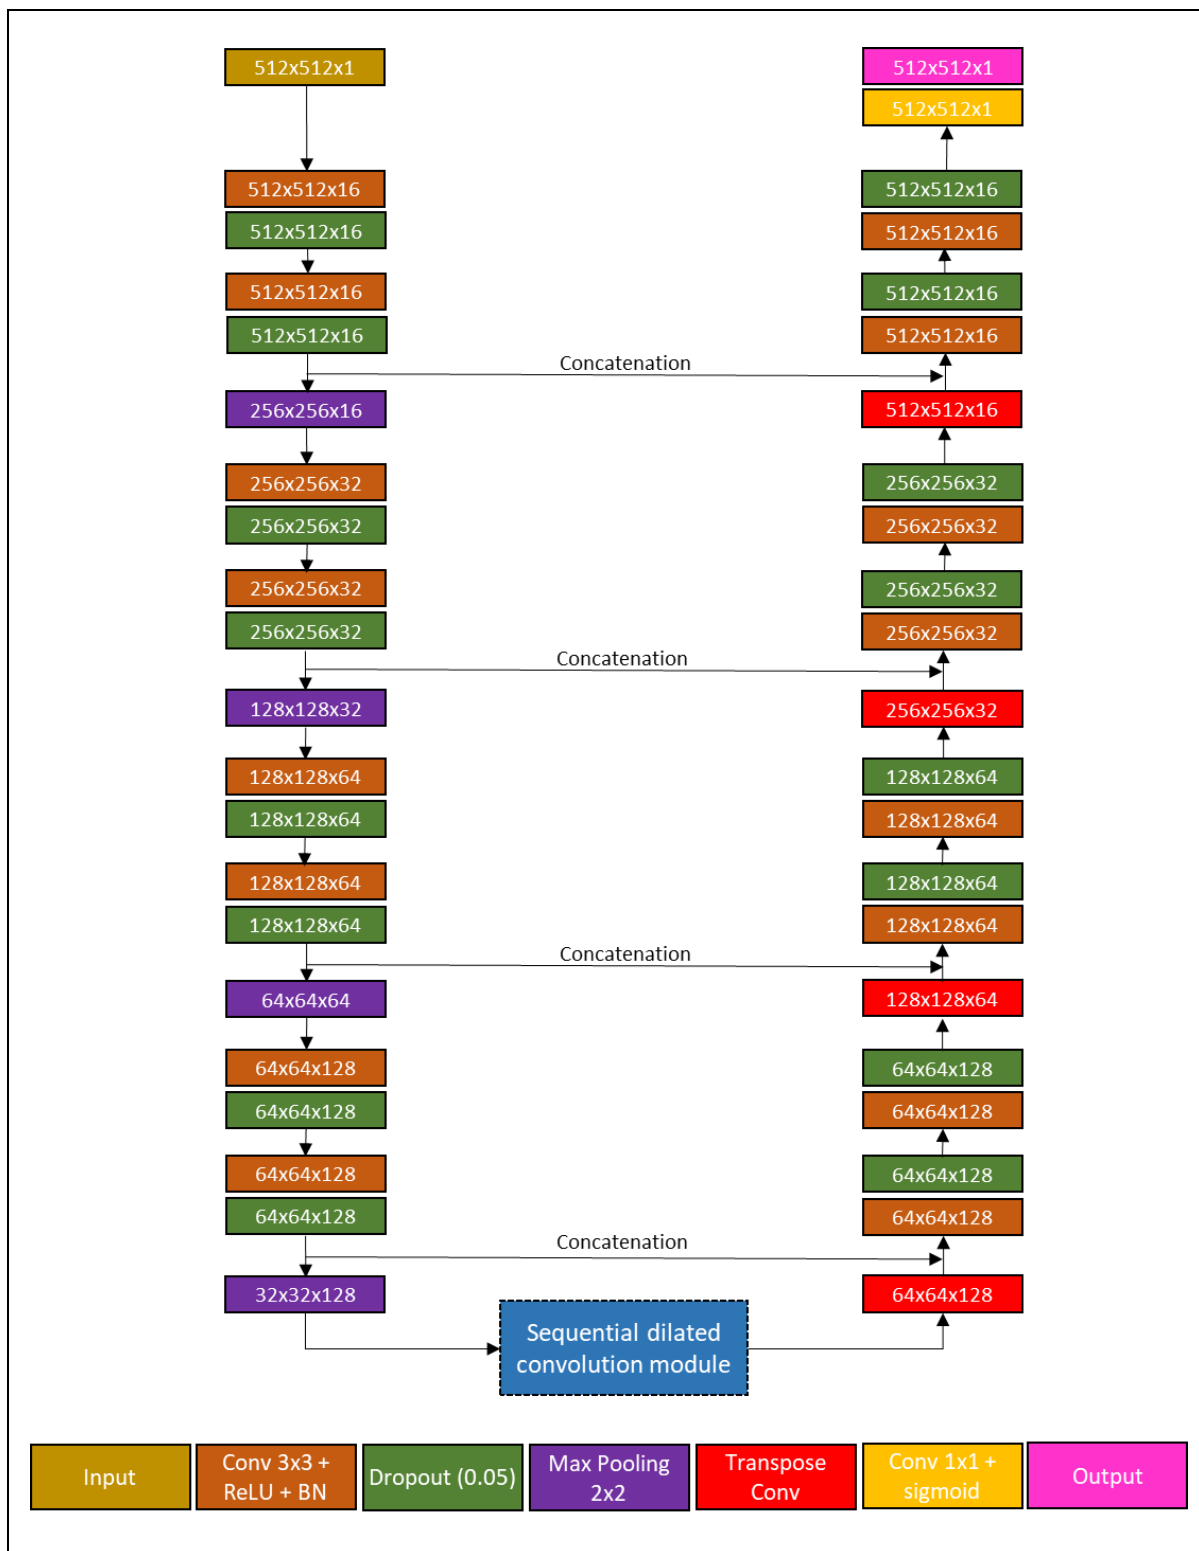 512x512x1
512x512x16
512x512x16
512x512x16
512x512x16
256x256x16
256x256x32
256x256x32
256x256x32
256x256x32
128x128x32
128x128x64
128x128x64
128x128x64
128x128x64
64x64x64
64x64x128
64x64x128
64x64x128
64x64x128
32x32x128
Concatenation
Concatenation
Concatenation
Concatenation
Sequential dilated
convolution module
512x512x1
512x512x1
512x512x16
512x512x16
512x512x16
512x512x16
512x512x16
256x256x32
256x256x32
256x256x32
256x256x32
256x256x32
128x128x64
128x128x64
128x128x64
128x128x64
128x128x64
64x64x128
64x64x128
64x64x128
64x64x128
64x64x128
Input
Conv 3x3 +
ReLU + BN
Dropout (0.05)
Max Pooling
2x2
Transpose
Conv
Conv 1x1 +
sigmoid
Output